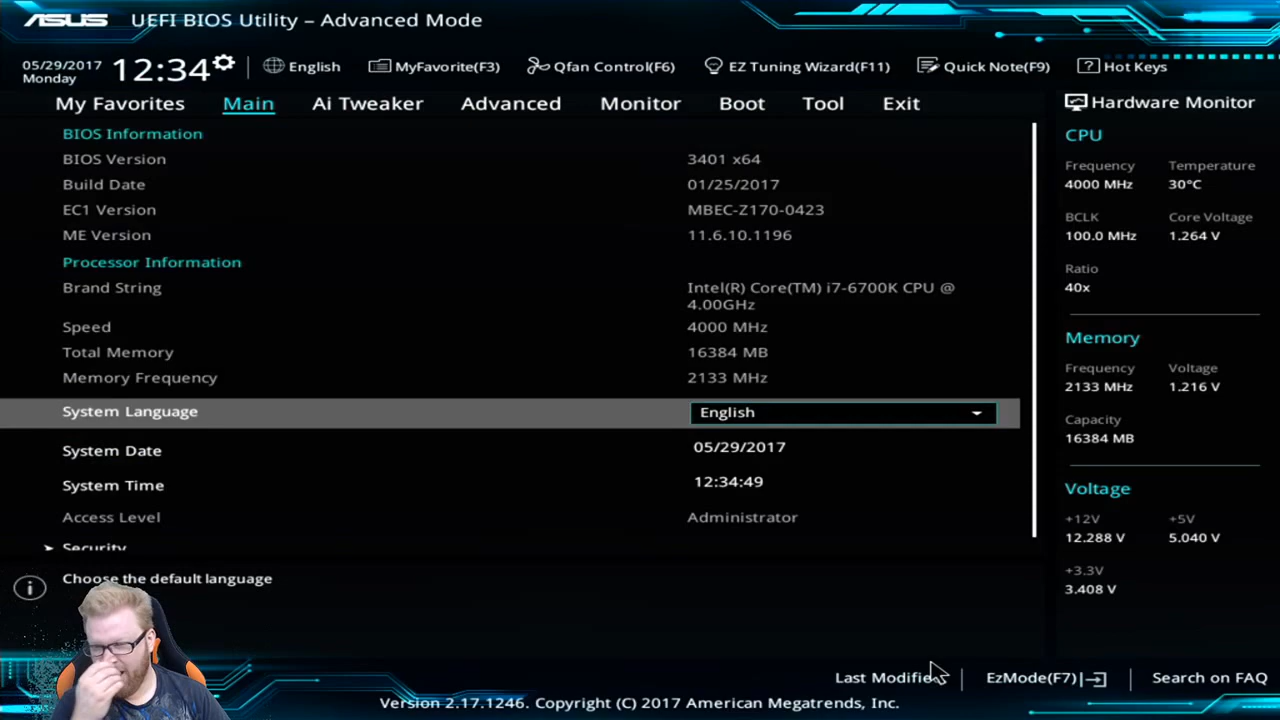 ASUS UEFI BIOS Utility – Advanced Mode
05/29/2017
Monday
12:34
English
MyFavorite(F3)
Qfan Control(F6)
EZ Tuning Wizard(F11)
Quick Note(F9)
? Hot Keys
My Favorites Main Ai Tweaker Advanced Monitor Boot Tool Exit
BIOS Information
BIOS Version 3401 x64
Build Date 01/25/2017
EC1 Version MBEC-Z170-0423
ME Version 11.6.10.1196
Processor Information
Brand String Intel(R) Core(TM) i7-6700K CPU @
4.00GHz
Speed 4000 MHz
Total Memory 16384 MB
Memory Frequency 2133 MHz
System Language English
System Date 05/29/2017
System Time 12:34:49
Access Level Administrator
Security
Choose the default language
Hardware Monitor
CPU
Frequency Temperature
4000 MHz 30°C
BCLK Core Voltage
100.0 MHz 1.264 V
Ratio
40x
Memory
Frequency Voltage
2133 MHz 1.216 V
Capacity
16384 MB
Voltage
+12V +5V
12.288 V 5.040 V
+3.3V
3.408 V
Last Modified EzMode(F7) Search on FAQ
Version 2.17.1246. Copyright (C) 2017 American Megatrends, Inc.